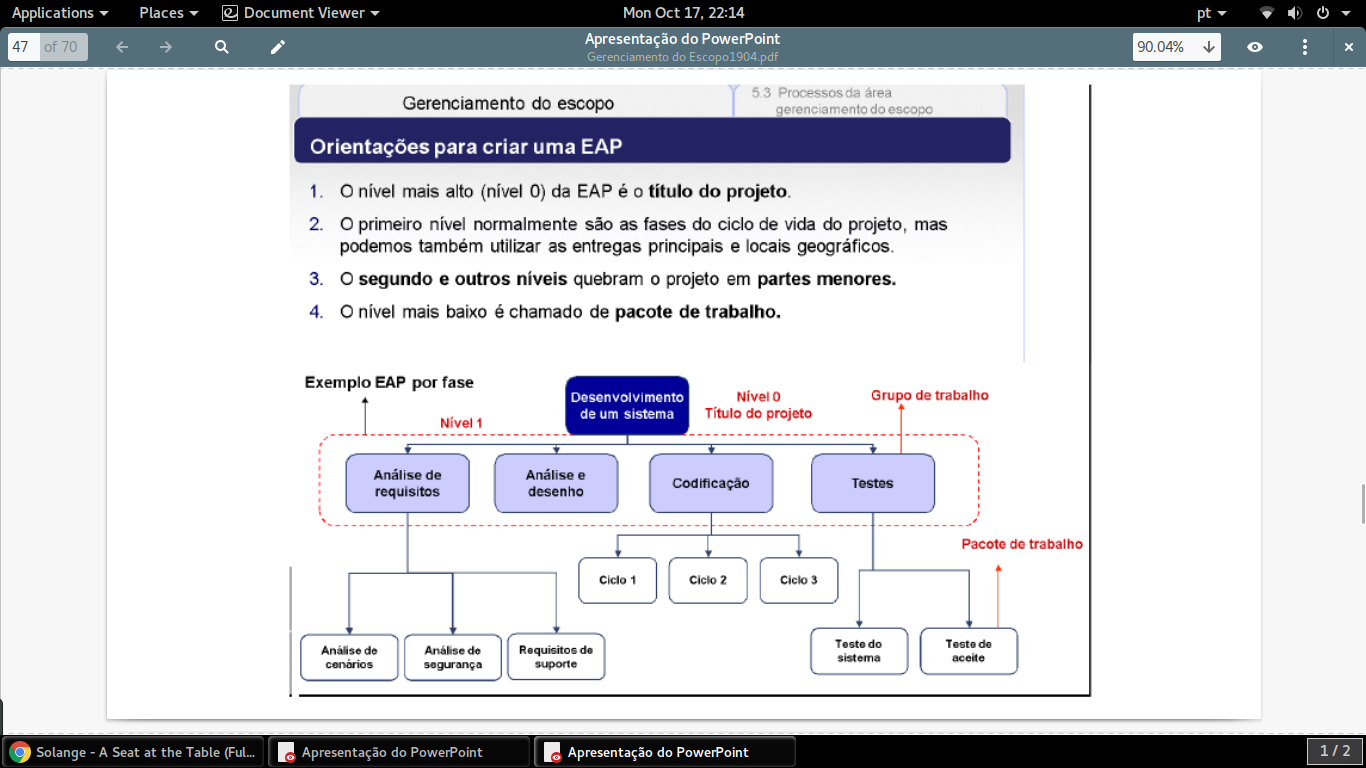 Applications
Places
Document Viewer
Mon Oct 17, 22:14
pt
47
of 70
Apresentação do PowerPoint
Gerenciamento do Escopo1904.pdf
90.04%
Gerenciamento do escopo
5.3 Processos da área
gerenciamento do escopo
Orientações para criar uma EAP
1. O nível mais alto (nível 0) da EAP é o título do projeto.
2. O primeiro nível normalmente são as fases do ciclo de vida do projeto, mas
podemos também utilizar as entregas principais e locais geográficos.
3. O segundo e outros níveis quebram o projeto em partes menores.
4. O nível mais baixo é chamado de pacote de trabalho.
Exemplo EAP por fase
Desenvolvimento
de um sistema
Nível 0
Título do projeto
Grupo de trabalho
Nível 1
Análise de
requisitos
Análise e
desenho
Codificação
Testes
Pacote de trabalho
Ciclo 1
Ciclo 2
Ciclo 3
Análise de
cenários
Análise de
segurança
Requisitos de
suporte
Teste do
sistema
Teste de
aceite
Solange - A Seat at the Table (Ful...
Apresentação do PowerPoint
Apresentação do PowerPoint
1 / 2